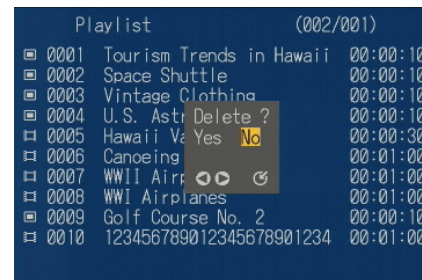 Playlist (002/001)
0001 Tourism Trends in Hawaii 00:00:10
0002 Space Shuttle 00:00:10
0003 Vintage Clothing 00:00:10
0004 U.S. Astr 00:00:10
Delete ?
0005 Hawaii Va 00:00:30
Yes No
0006 Canoeing 00:01:00
0007 WWII Airp 00:01:00
0008 WWI Airplanes 00:01:00
0009 Golf Course No. 2 00:00:10
0010 123456789012345678901234 00:01:00